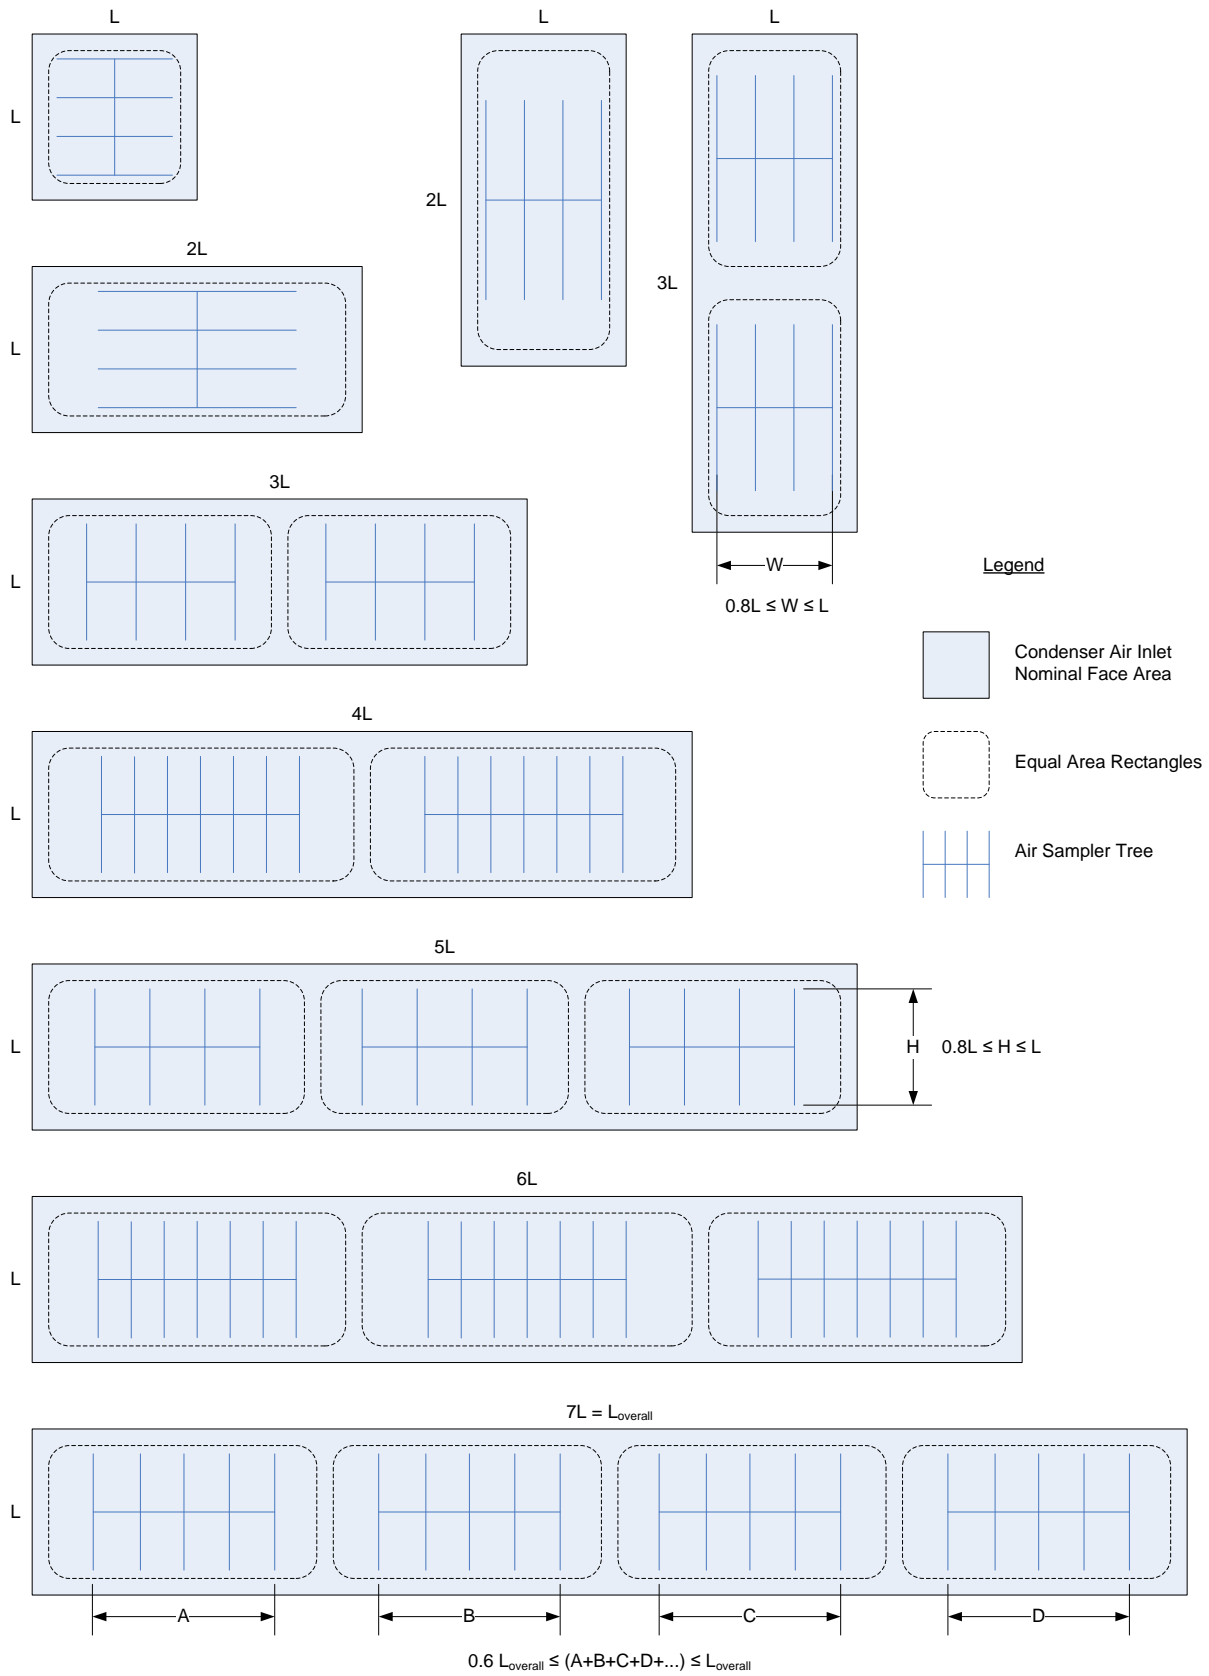 L
L
L
L
2L
3L
2L
L
3L
L
W
0.8L ≤ W ≤ L
Legend
Condenser Air Inlet
Nominal Face Area
Equal Area Rectangles
Air Sampler Tree
4L
L
5L
L
H
0.8L ≤ H ≤ L
6L
L
7L = Loverall
L
A
B
C
D
0.6 Loverall ≤ (A+B+C+D+...) ≤ Loverall